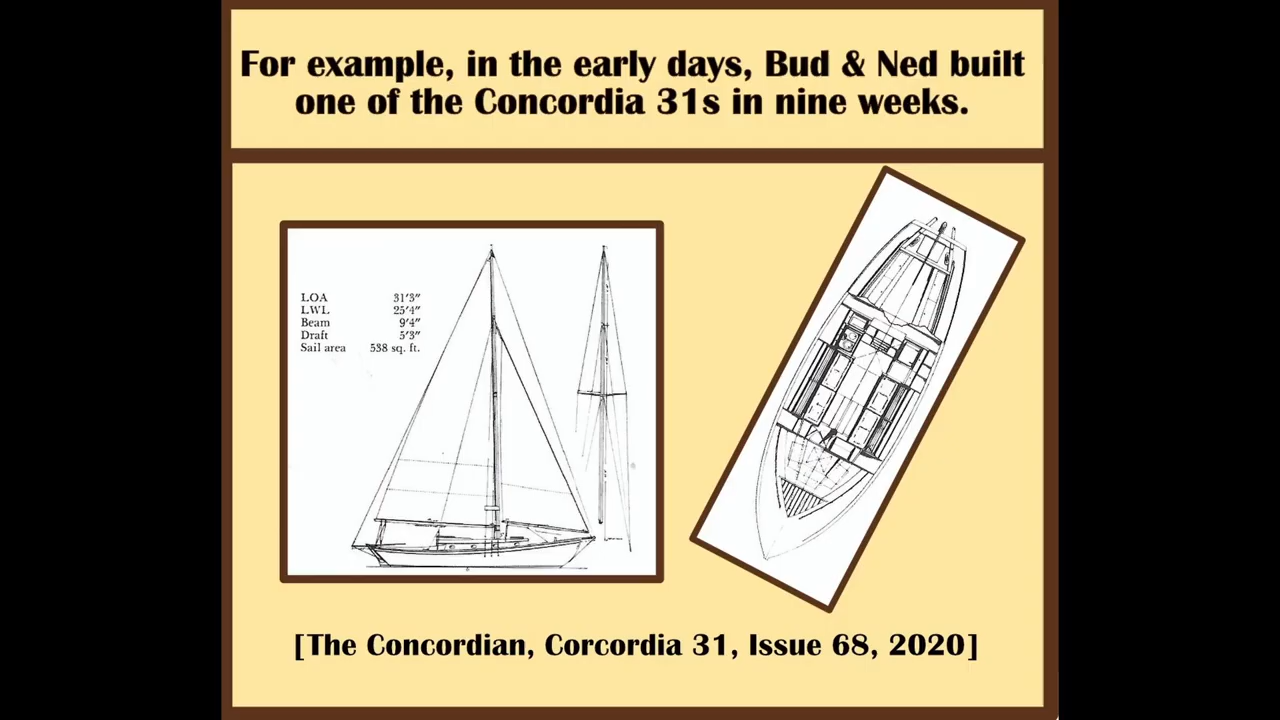 For example, in the early days, Bud & Ned built
one of the Concordia 31s in nine weeks.
LOA 31'3"
LWL 25'4"
Beam 9'4"
Draft 5'3"
Sail area 538 sq. ft.
[The Concordian, Corcordia 31, Issue 68, 2020]